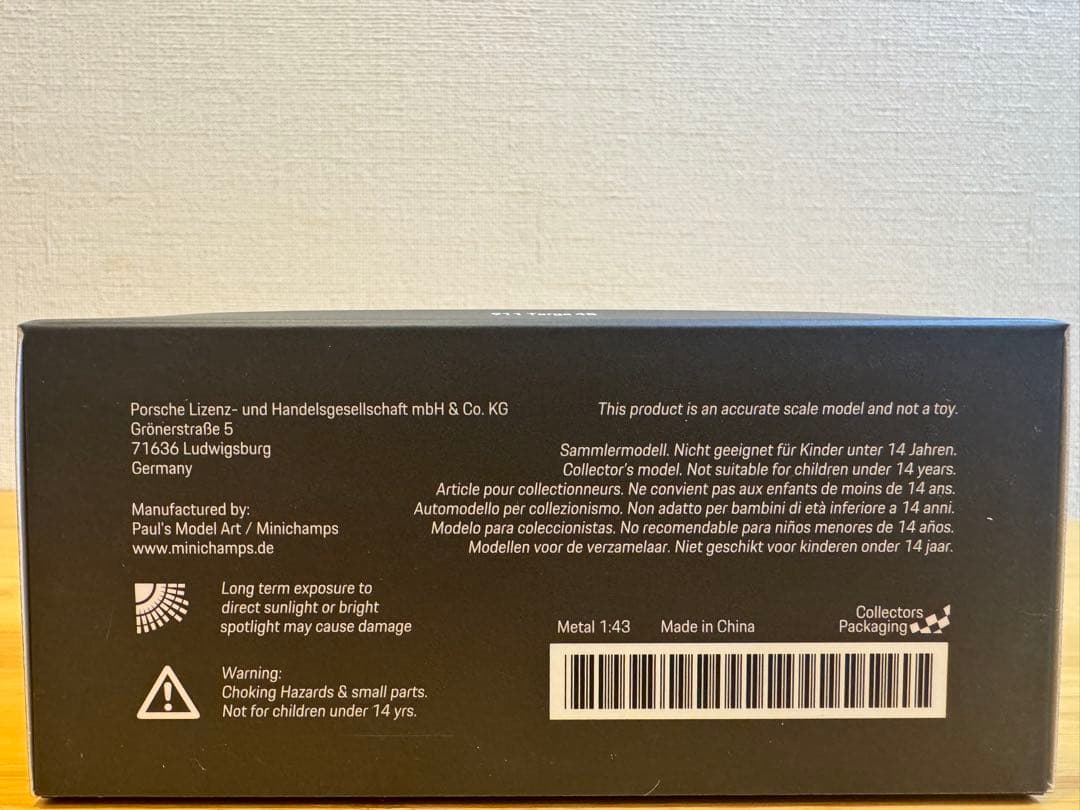 911 Targa 4S
Porsche Lizenz- und Handelsgesellschaft mbH & Co. KG
Grönerstraße 5
71636 Ludwigsburg
Germany
Manufactured by:
Paul's Model Art / Minichamps
www.minichamps.de
Long term exposure to
direct sunlight or bright
spotlight may cause damage
Warning:
Choking Hazards & small parts.
Not for children under 14 yrs.
This product is an accurate scale model and not a toy.
Sammlermodell. Nicht geeignet für Kinder unter 14 Jahren.
Collector's model. Not suitable for children under 14 years.
Article pour collectionneurs. Ne convient pas aux enfants de moins de 14 ans.
Automodello per collezionismo. Non adatto per bambini di età inferiore a 14 anni.
Modelo para coleccionistas. No recomendable para niños menores de 14 años.
Modellen voor de verzamelaar. Niet geschikt voor kinderen onder 14 jaar.
Metal 1:43 Made in China
Collectors
Packaging